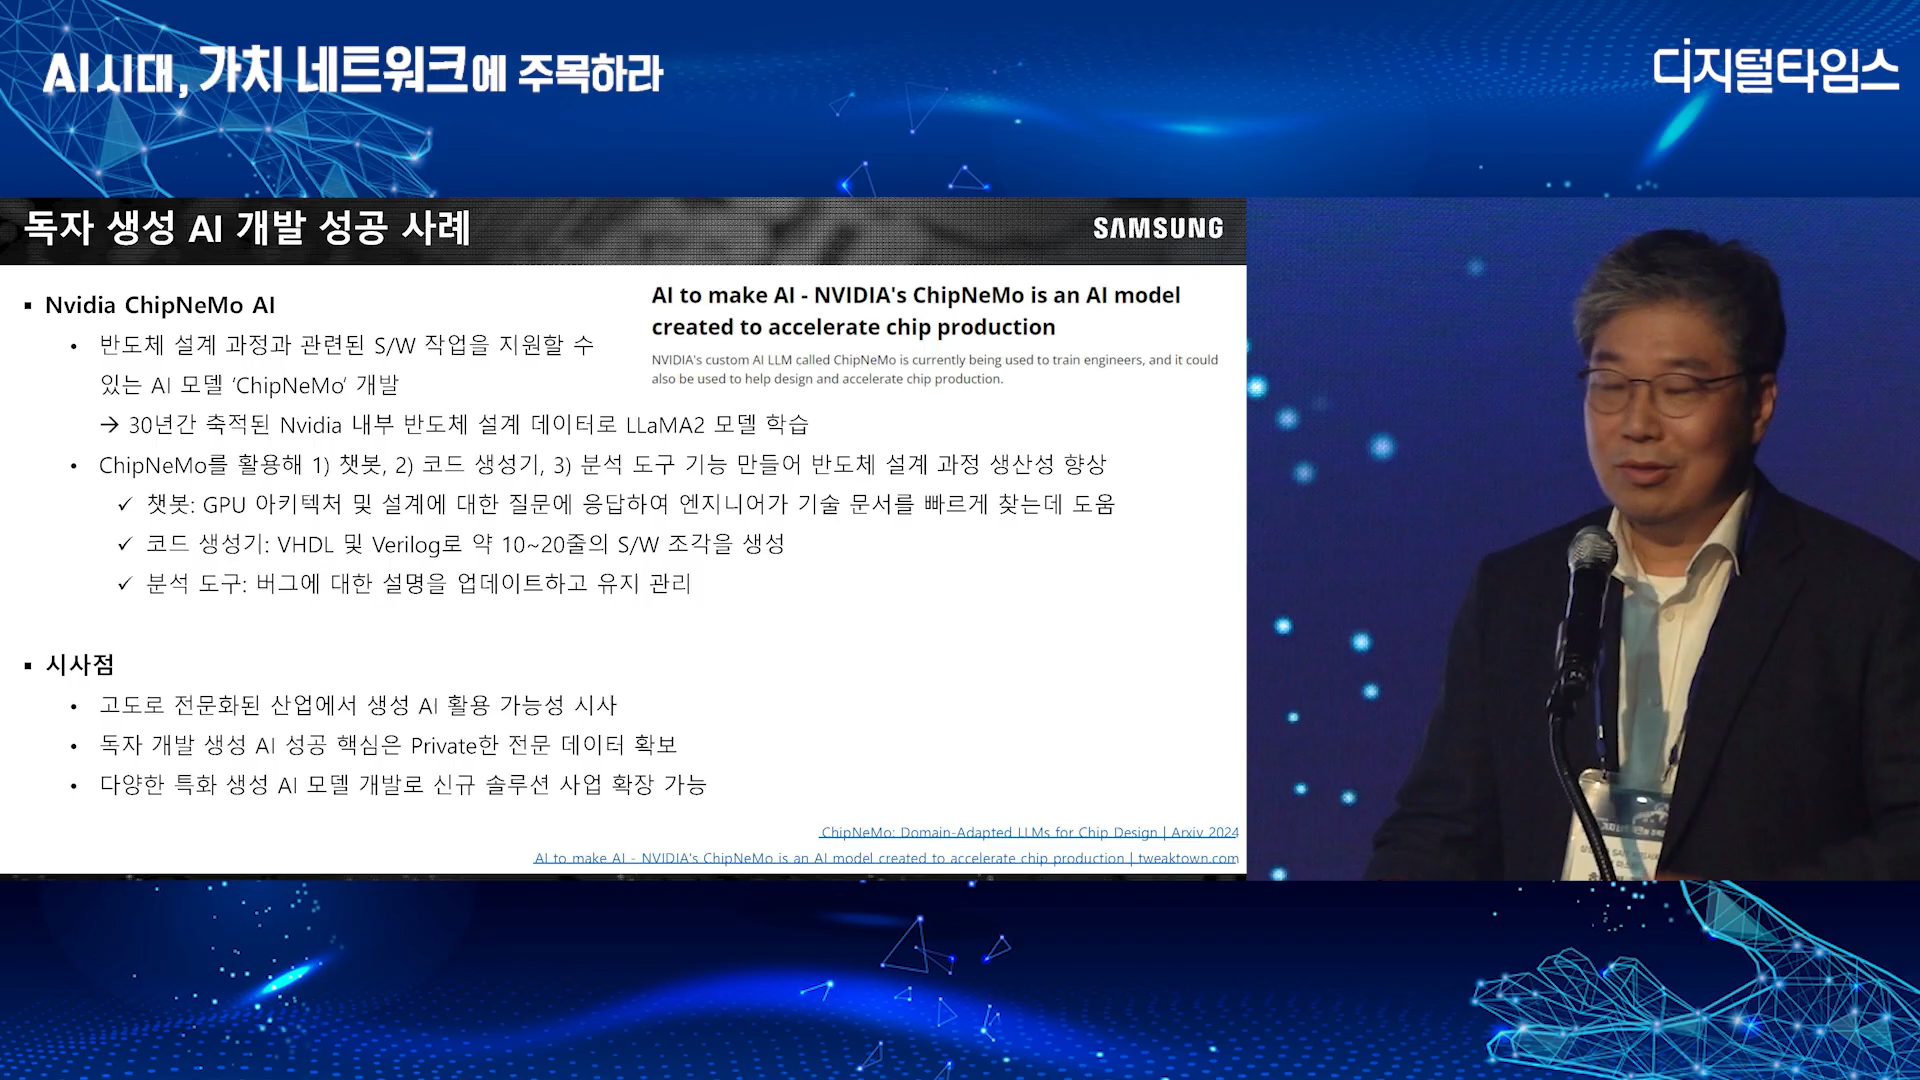 AI 시대, 가치 네트워크에 주목하라
디지털타임스
독자 생성 AI 개발 성공 사례
SAMSUNG
▪ Nvidia ChipNeMo AI
• 반도체 설계 과정과 관련된 S/W 작업을 지원할 수
있는 AI 모델 ‘ChipNeMo’ 개발
→ 30년간 축적된 Nvidia 내부 반도체 설계 데이터로 LLaMA2 모델 학습
AI to make AI - NVIDIA's ChipNeMo is an AI model
created to accelerate chip production
NVIDIA's custom AI LLM called ChipNeMo is currently being used to train engineers, and it could
also be used to help design and accelerate chip production.
• ChipNeMo를 활용해 1) 챗봇, 2) 코드 생성기, 3) 분석 도구 기능 만들어 반도체 설계 과정 생산성 향상
✓ 챗봇: GPU 아키텍처 및 설계에 대한 질문에 응답하여 엔지니어가 기술 문서를 빠르게 찾는데 도움
✓ 코드 생성기: VHDL 및 Verilog로 약 10~20줄의 S/W 조각을 생성
✓ 분석 도구: 버그에 대한 설명을 업데이트하고 유지 관리
▪ 시사점
• 고도로 전문화된 산업에서 생성 AI 활용 가능성 시사
• 독자 개발 생성 AI 성공 핵심은 Private한 전문 데이터 확보
• 다양한 특화 생성 AI 모델 개발로 신규 솔루션 사업 확장 가능
ChipNeMo: Domain-Adapted LLMs for Chip Design | Arxiv 2024
AI to make AI - NVIDIA's ChipNeMo is an AI model created to accelerate chip production | tweaktown.com